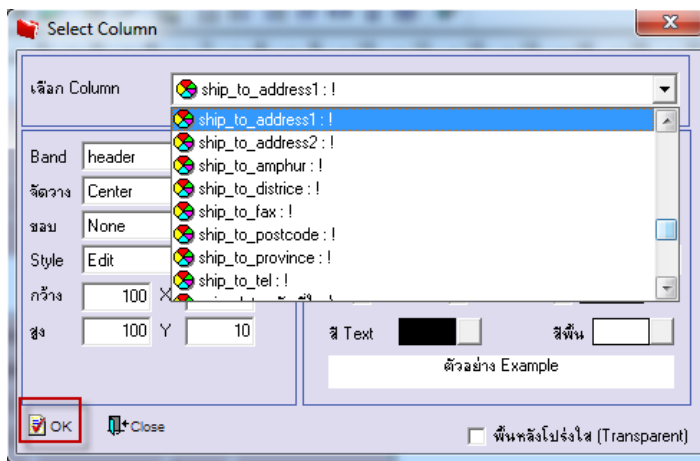 Select Column
เลือก Column
ship_to_address1 : !
ship_to_address1 : !
ship_to_address2 : !
ship_to_amphur : !
ship_to_districe : !
ship_to_fax : !
ship_to_postcode : !
ship_to_province : !
ship_to_tel : !
Band header
จัดวาง Center
ขอบ None
Style Edit
กว้าง 100 X
สูง 100 Y 10
สี Text
สีพื้น
ตัวอย่าง Example
OK
Close
พื้นหลังโปร่งใส (Transparent)